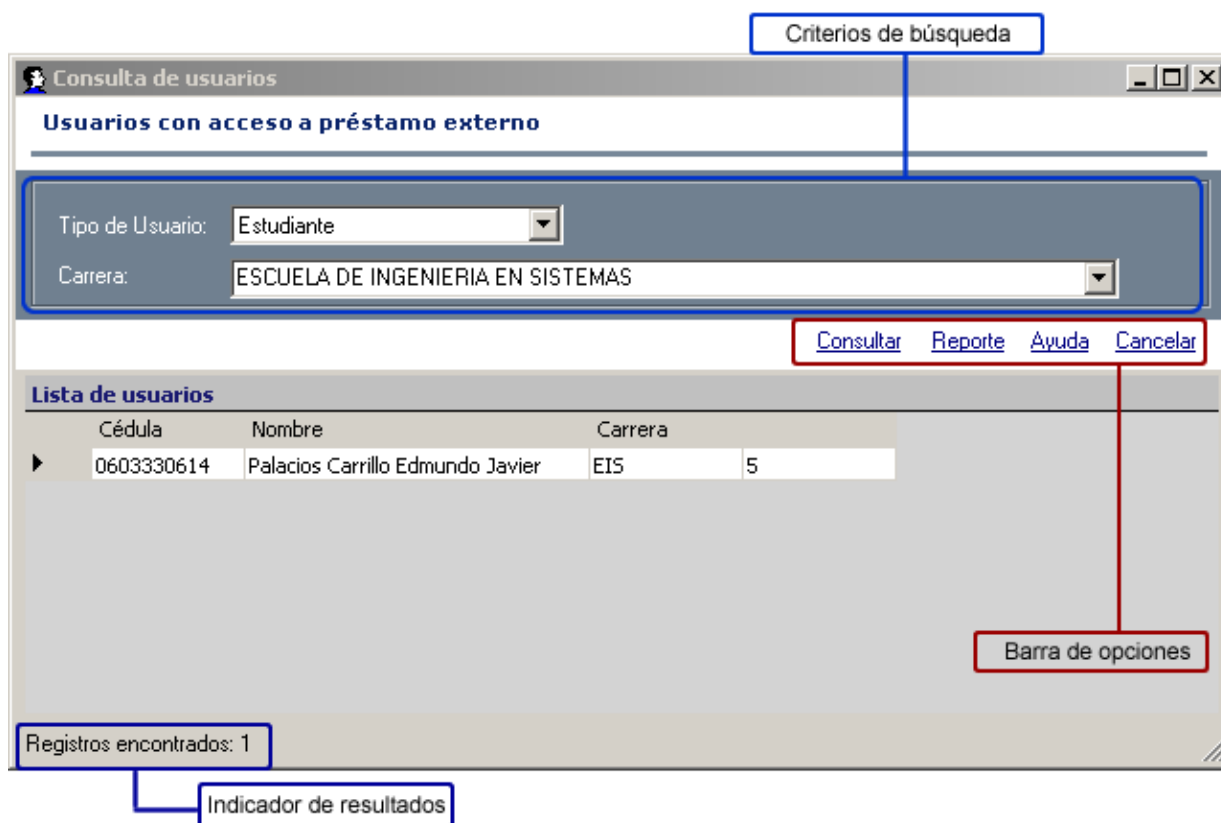 Criterios de búsqueda
Consulta de usuarios
Usuarios con acceso a préstamo externo
Tipo de Usuario: Estudiante
Carrera: ESCUELA DE INGENIERIA EN SISTEMAS
Consultar Reporte Ayuda Cancelar
Lista de usuarios
Cédula Nombre Carrera
0603330614 Palacios Carrillo Edmundo Javier EIS 5
Barra de opciones
Registros encontrados: 1
Indicador de resultados